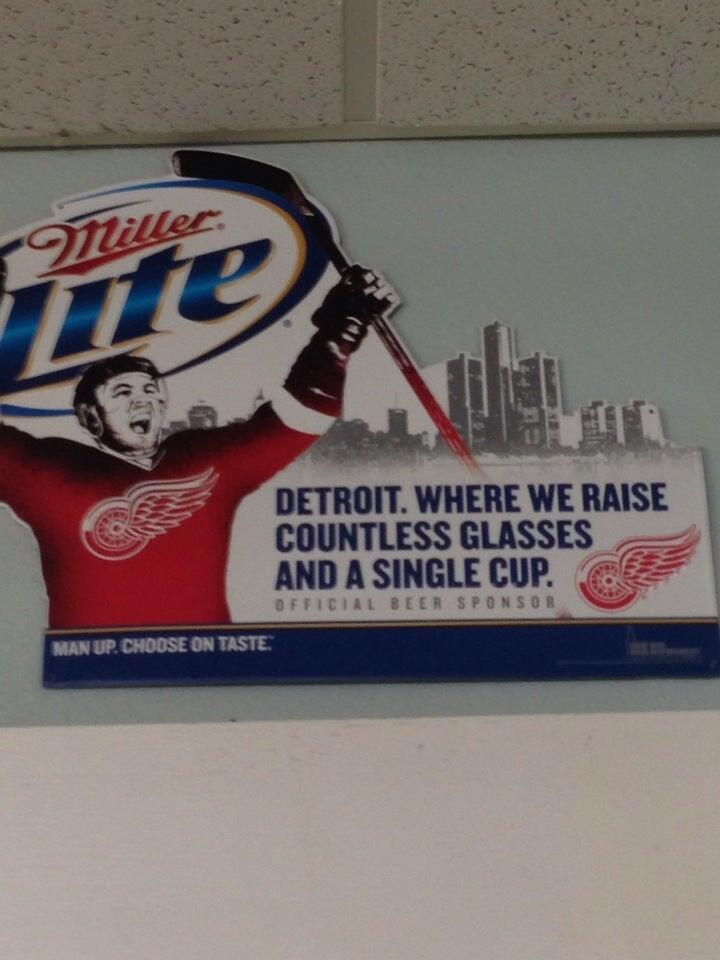 Miller
Lite
DETROIT. WHERE WE RAISE
COUNTLESS GLASSES
AND A SINGLE CUP.
OFFICIAL BEER SPONSOR
MAN UP. CHOOSE ON TASTE.™